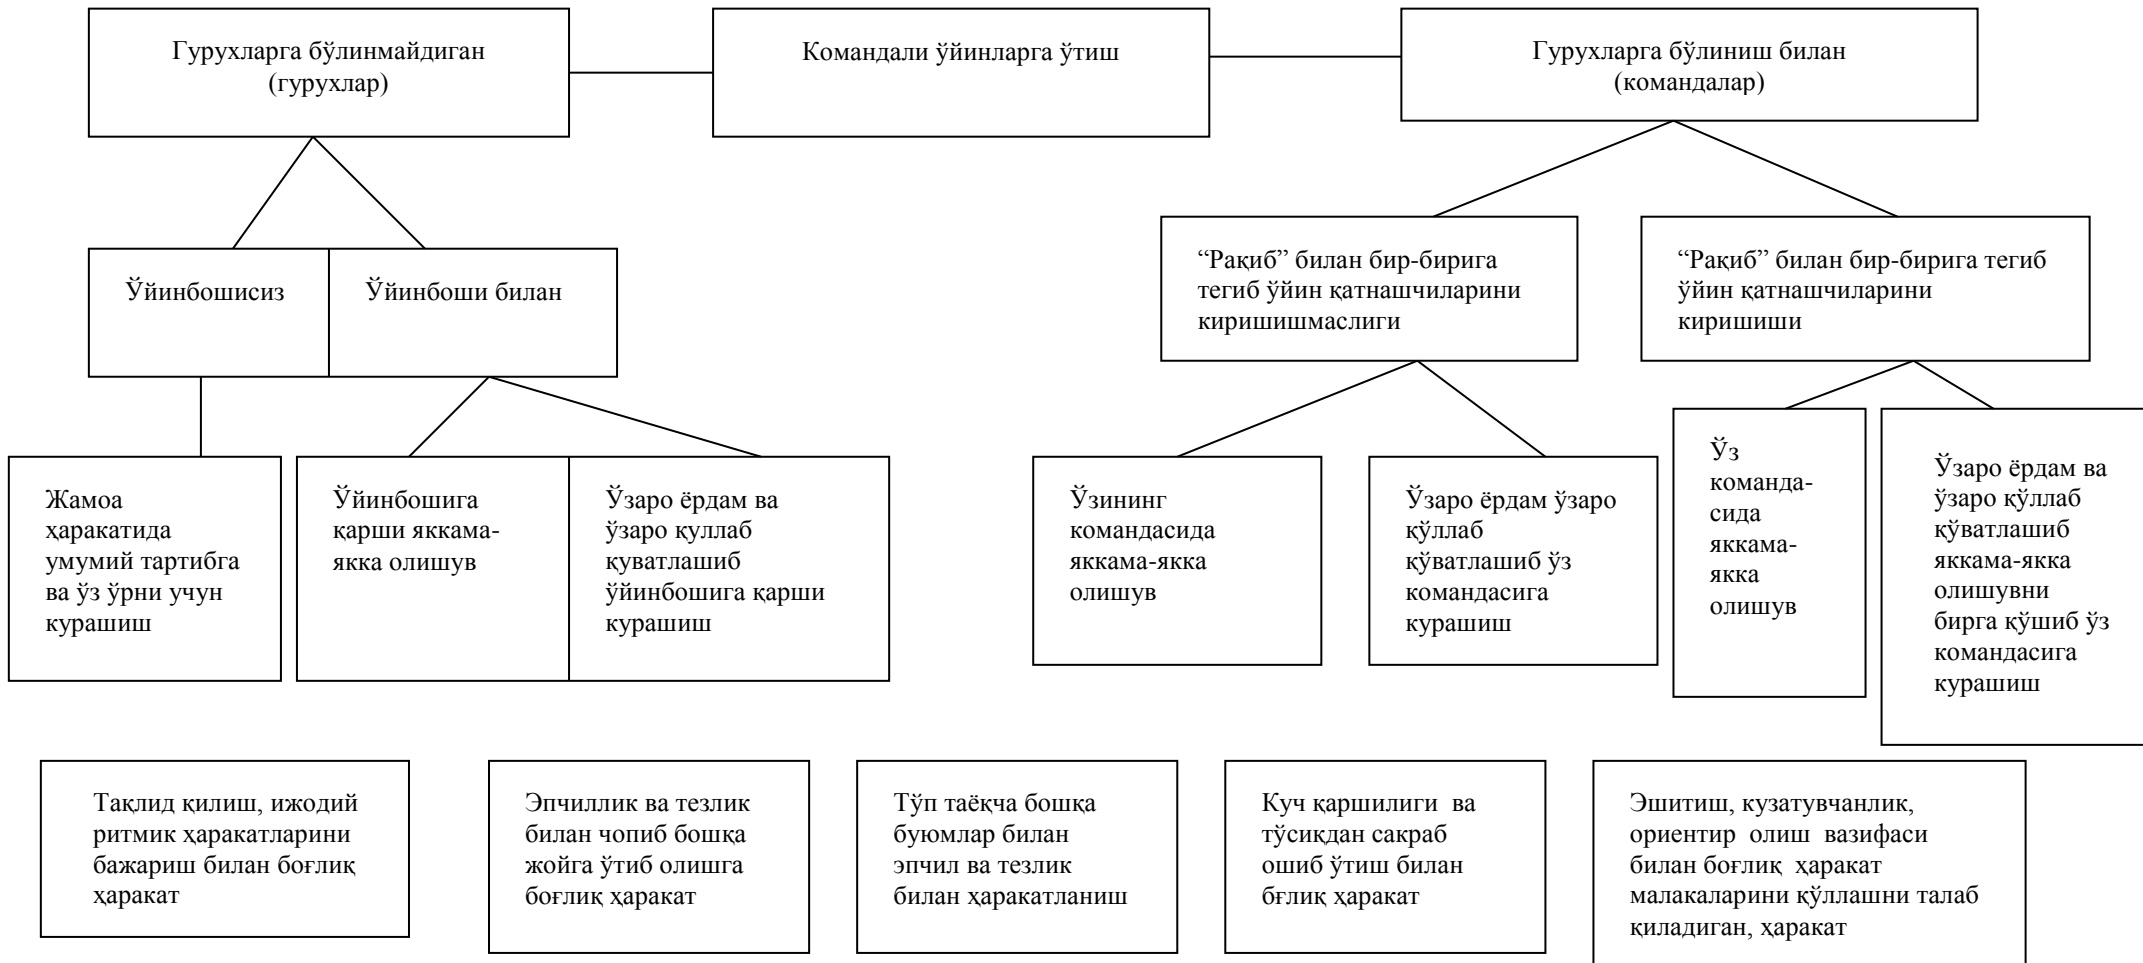 Гурухларга бўлинмайдиган
(гурухлар)
Командали ўйинларга ўтиш
Гурухларга бўлиниш билан
(командалар)
Ўйинбошисиз
Ўйинбоши билан
“Рақиб” билан бир-бирига
тегиб ўйин қатнашчиларини
киришишмаслиги
“Рақиб” билан бир-бирига тегиб
ўйин қатнашчиларини
киришиши
Жамоа
ҳаракатида
умумий тартибга
ва ўз ўрни учун
курашиш
Ўйинбошига
қарши яккама-
якка олишув
Ўзаро ёрдам ва
ўзаро қуллаб
қуватлашиб
ўйинбошига қарши
курашиш
Ўзининг
командасида
яккама-якка
олишув
Ўзаро ёрдам ўзаро
қўллаб
қўватлашиб ўз
командасига
курашиш
Ўз
команда-
сида
яккама-
якка
олишув
Ўзаро ёрдам ва
ўзаро қўллаб
қўватлашиб
яккама-якка
олишувни
бирга қўшиб ўз
командасига
курашиш
Тақлид қилиш, ижодий
ритмик ҳаракатларини
бажариш билан боғлиқ
ҳаракат
Эпчиллик ва тезлик
билан чопиб бошқа
жойга ўтиб олишга
боғлиқ ҳаракат
Тўп таёқча бошқа
буюмлар билан
эпчил ва тезлик
билан ҳаракатланиш
Куч қаршилиги ва
тўсиқдан сакраб
ошиб ўтиш билан
бғлиқ ҳаракат
Эшитиш, кузатувчанлик,
ориентир олиш вазифаси
билан боғлиқ ҳаракат
малакаларини қўллашни талаб
қиладиган, ҳаракат